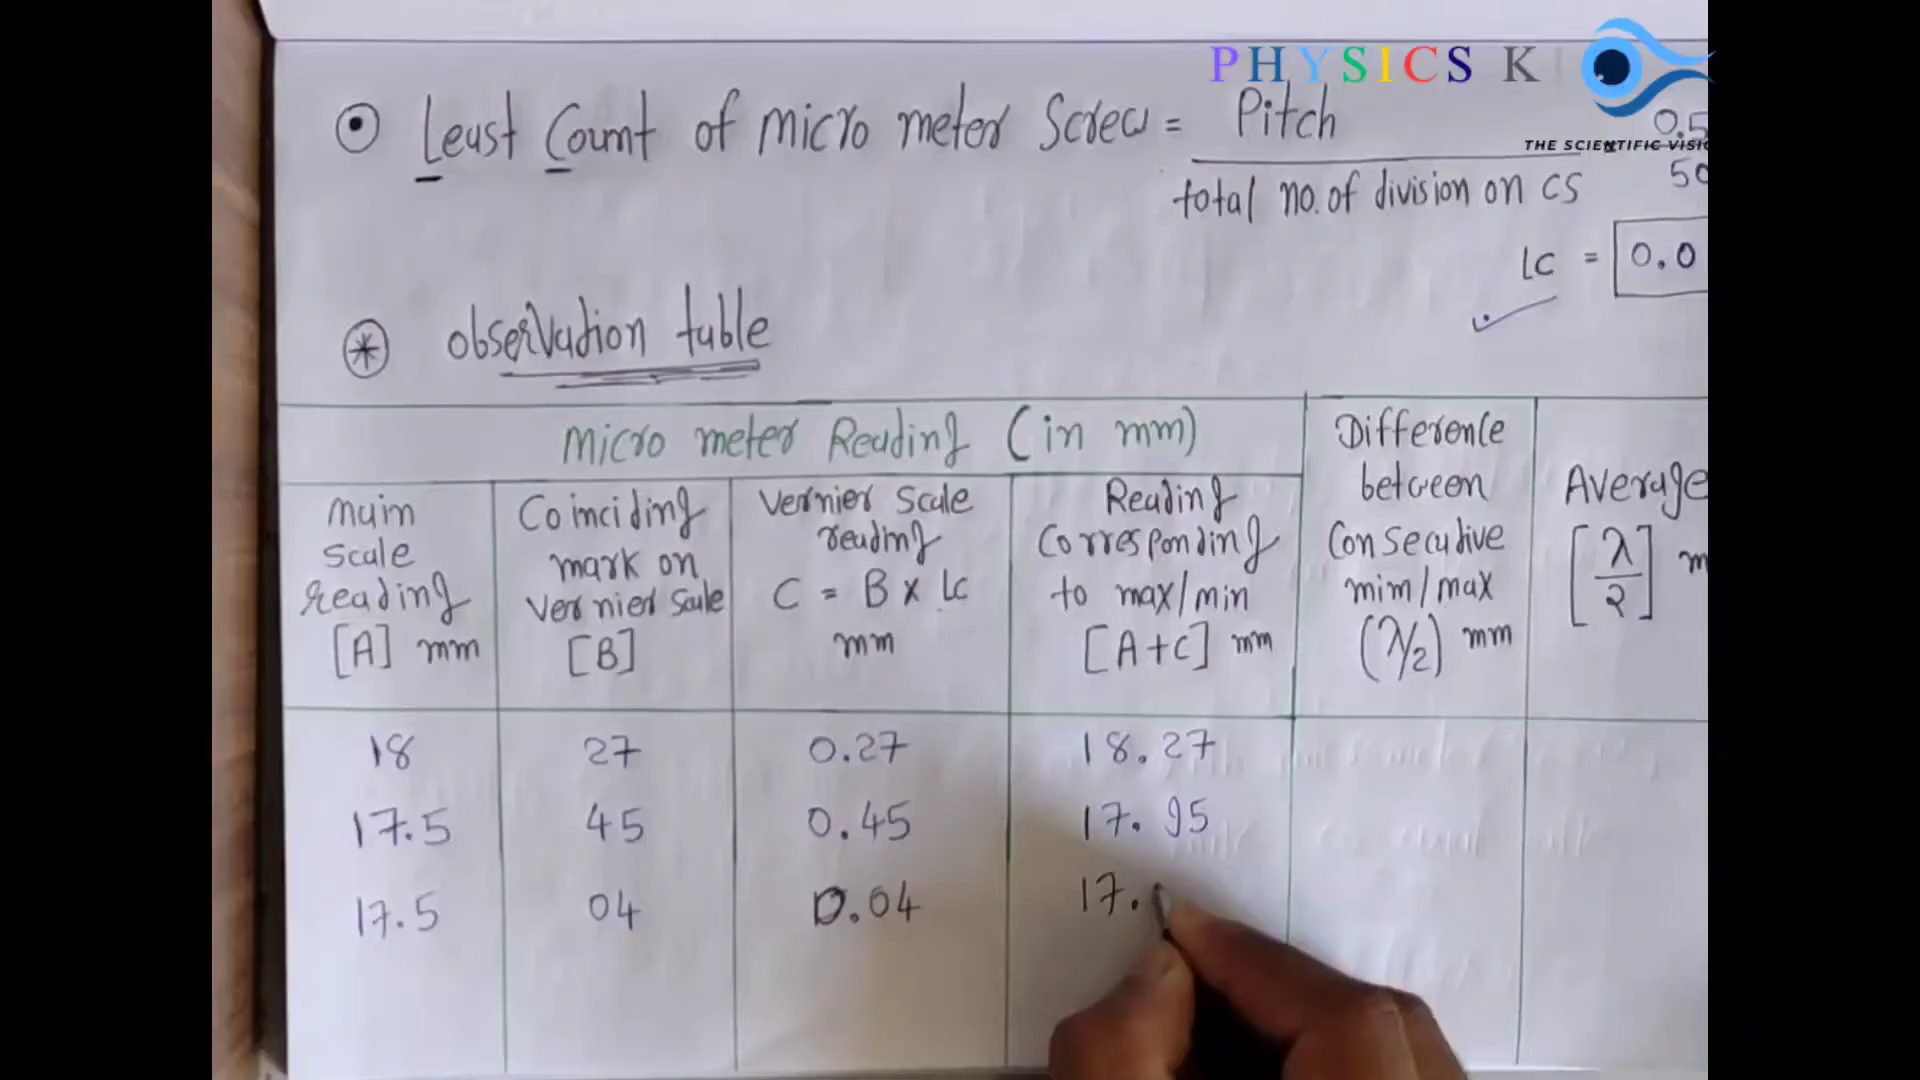 PHYSICS K
THE SCIENTIFIC VISIO
Least Count of micro meter Screw = Pitch
total no. of division on CS
0.5
50
LC = 0.0
observation table
Micro meter Reading (in mm)
Main
Scale
reading
[A] mm
Coinciding
mark on
Vernier Scale
[B]
Vernier Scale
reading
C = B x LC
mm
Reading
Corresponding
to max/min
[A+C] mm
Difference
between
Consecutive
mim/max
(λ/2) mm
Average
[λ/2] m
18 27 0.27 18.27
17.5 45 0.45 17.95
17.5 04 0.04 17.